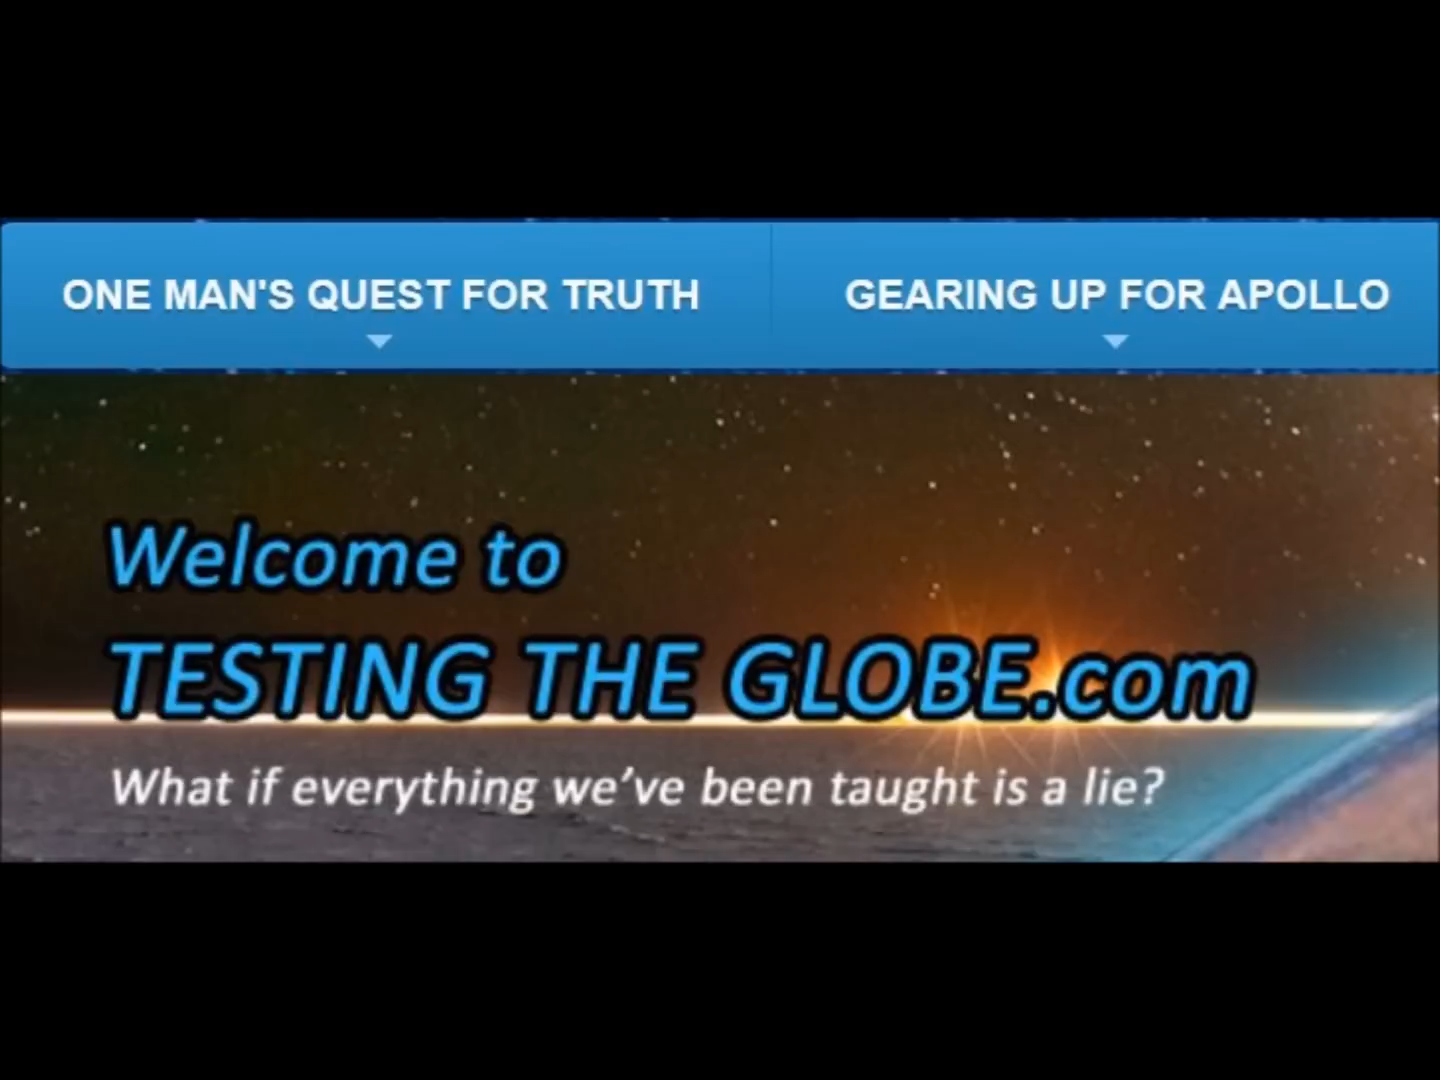 ONE MAN'S QUEST FOR TRUTH
GEARING UP FOR APOLLO
Welcome to
TESTING THE GLOBE.com
What if everything we've been taught is a lie?